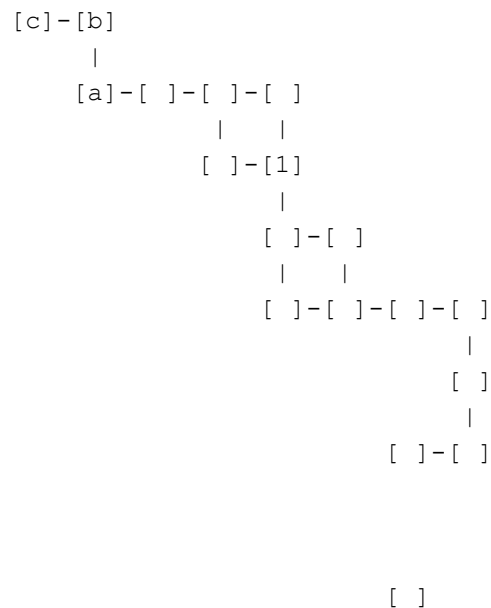 [c]-[b]
     |
    [a]-[ ]-[ ]-[ ]
             |   |
            [ ]-[1]
                 |
                [ ]-[ ]
                 |   |
                [ ]-[ ]-[ ]-[ ]
                             |
                            [ ]
                             |
                        [ ]-[ ]



                        [ ]